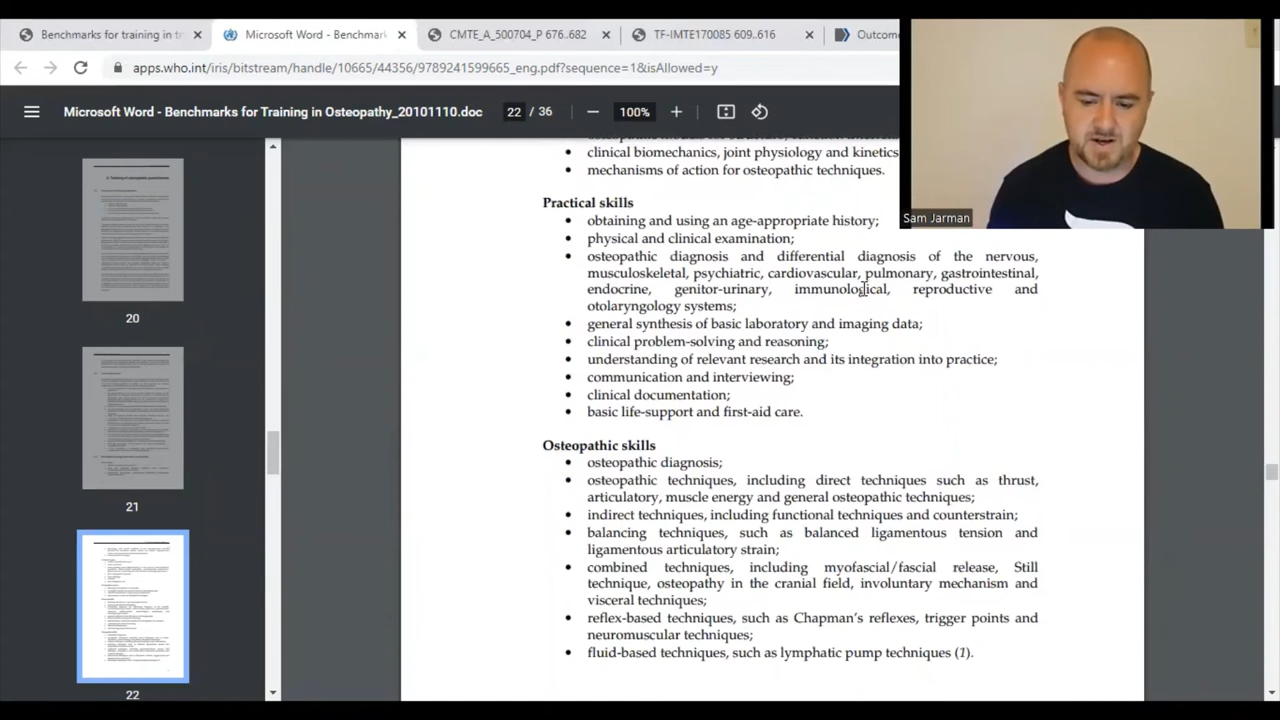 Benchmarks for training in tr
Microsoft Word - Benchmar
CMTE_A_500704_P 676..682
TF-IMTE170085 609..616
Outcom
apps.who.int/iris/bitstream/handle/10665/44356/9789241599665_eng.pdf?sequence=1&isAllowed=y
Microsoft Word - Benchmarks for Training in Osteopathy_20101110.doc
22 / 36
100%
Sam Jarman
20
21
22
• clinical biomechanics, joint physiology and kinetics
• mechanisms of action for osteopathic techniques.
Practical skills
• obtaining and using an age-appropriate history;
• physical and clinical examination;
• osteopathic diagnosis and differential diagnosis of the nervous,
musculoskeletal, psychiatric, cardiovascular, pulmonary, gastrointestinal,
endocrine, genitor-urinary, immunological, reproductive and
otolaryngology systems;
• general synthesis of basic laboratory and imaging data;
• clinical problem-solving and reasoning;
• understanding of relevant research and its integration into practice;
• communication and interviewing;
• clinical documentation;
• basic life-support and first-aid care.
Osteopathic skills
• osteopathic diagnosis;
• osteopathic techniques, including direct techniques such as thrust,
articulatory, muscle energy and general osteopathic techniques;
• indirect techniques, including functional techniques and counterstrain;
• balancing techniques, such as balanced ligamentous tension and
ligamentous articulatory strain;
• combined techniques, including myofascial/fascial release, Still
technique, osteopathy in the cranial field, involuntary mechanism and
visceral techniques;
• reflex-based techniques, such as Chapman's reflexes, trigger points and
neuromuscular techniques;
• fluid-based techniques, such as lymphatic pump techniques (1).